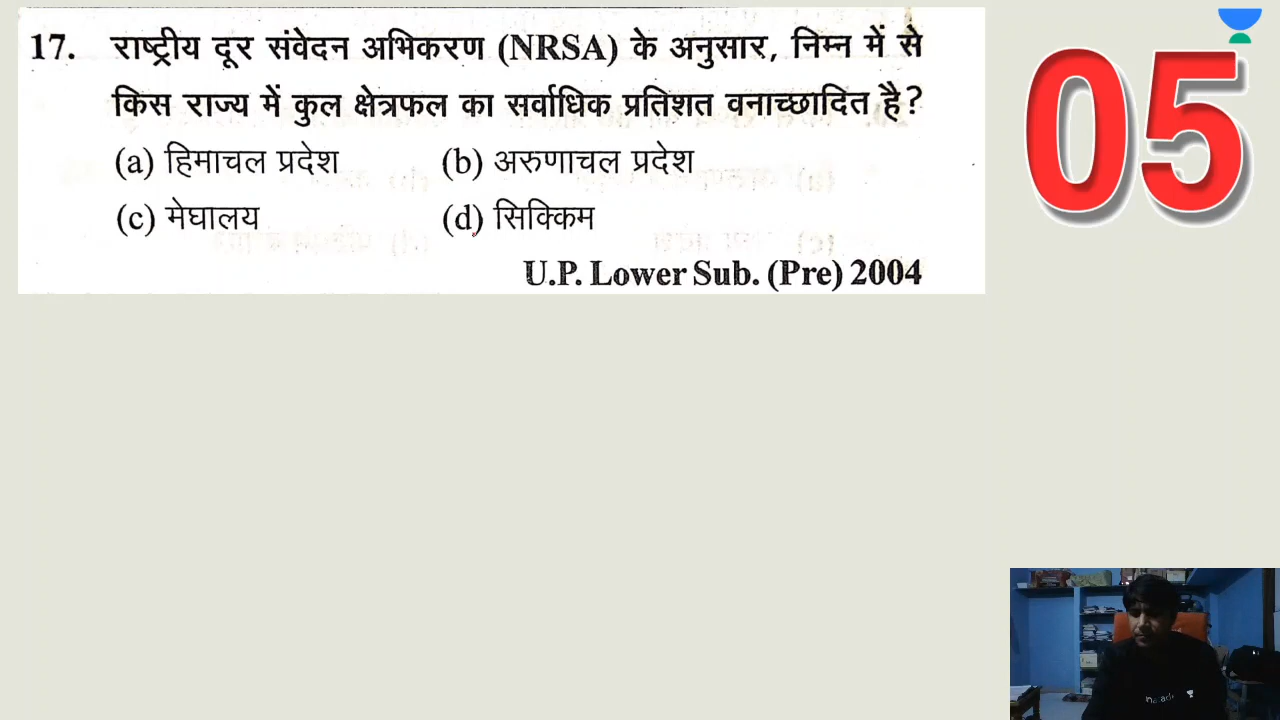 17. राष्ट्रीय दूर संवेदन अभिकरण (NRSA) के अनुसार, निम्न में से
किस राज्य में कुल क्षेत्रफल का सर्वाधिक प्रतिशत वनाच्छादित है?
(a) हिमाचल प्रदेश (b) अरुणाचल प्रदेश
(c) मेघालय (d) सिक्किम
U.P. Lower Sub. (Pre) 2004
05